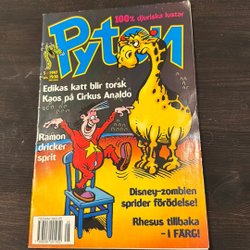 100% djuriska lustar
Pyton
Edikas katt blir torsk
Kaos på Cirkus Analdo
Ramon
dricker
sprit
Disney-zombien
sprider förödelse!
Rhesus tillbaka
- i FÄRG!